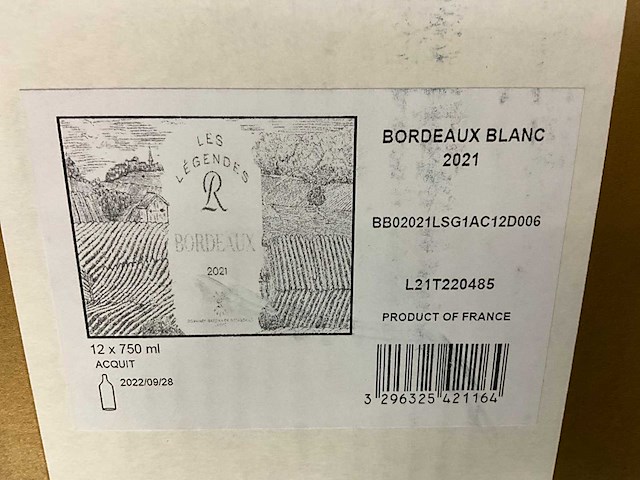 LES
LÉGENDES
R
BORDEAUX
2021
12 x 750 ml
ACQUIT
2022/09/28
BORDEAUX BLANC
2021
BB02021LSG1AC12D006
L21T220485
PRODUCT OF FRANCE
3 296325 421164